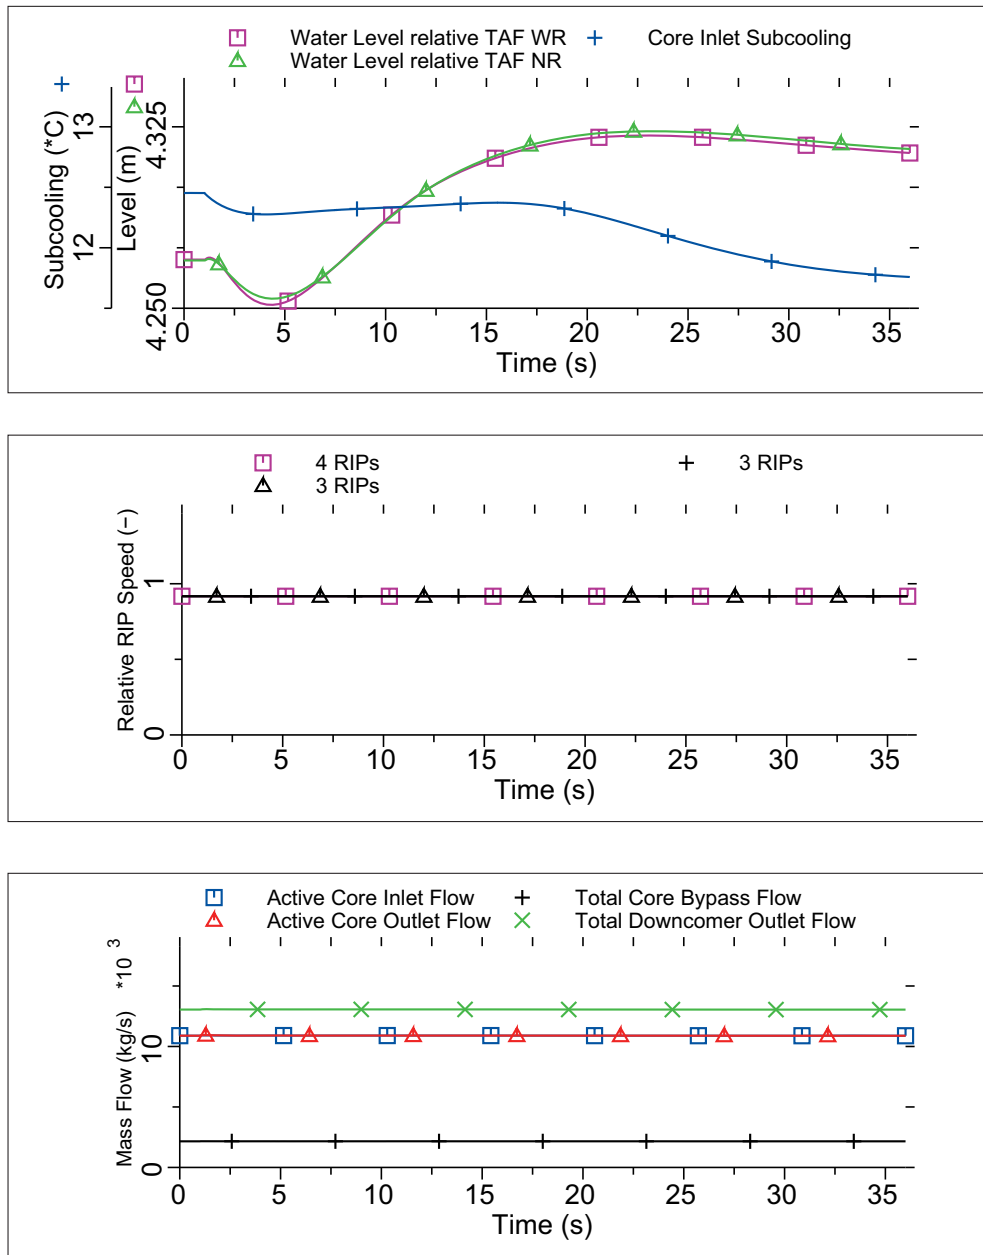 Water Level relative TAF WR
Core Inlet Subcooling
Water Level relative TAF NR
Subcooling (*C)
12
13
Level (m)
4.250
4.325
0 5 10 15 20 25 30 35
Time (s)
4 RIPs
3 RIPs
3 RIPs
Relative RIP Speed (−)
0
1
0 5 10 15 20 25 30 35
Time (s)
Active Core Inlet Flow
Total Core Bypass Flow
Active Core Outlet Flow
Total Downcomer Outlet Flow
Mass Flow (kg/s) *10 3
0
10
0 5 10 15 20 25 30 35
Time (s)